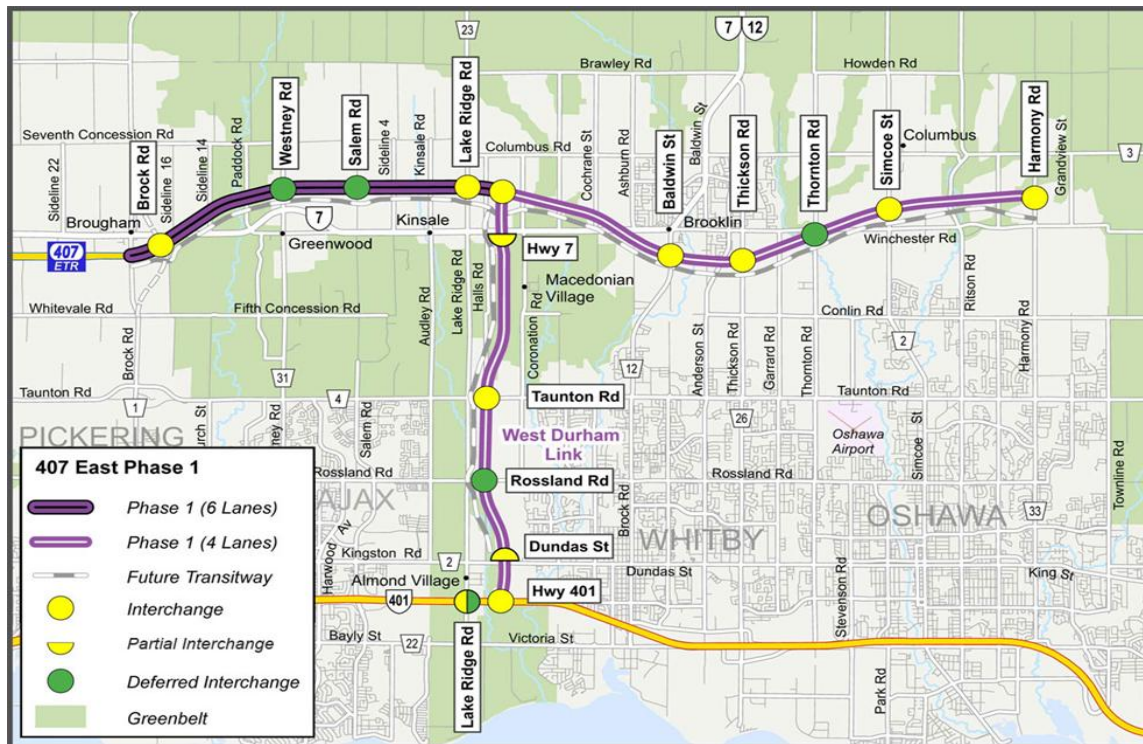 23
7
12
Brawley Rd
Howden Rd
Brock Rd
Sideline 22
Sideline 16
Sideline 14
Paddock Rd
Westney Rd
Salem Rd
Sideline 4
Kinsale Rd
Lake Ridge Rd
Seventh Concession Rd
Columbus Rd
Cochrane St
Ashburn Rd
Baldwin St
Baldwin St
Thickson Rd
Thornton Rd
Simcoe St
Columbus
Harmony Rd
Grandview St
3
Brougham
7
Kinsale
Greenwood
Hwy 7
Brooklin
Winchester Rd
407
ETR
Macedonian
Village
Whitevale Rd
Fifth Concession Rd
Audley Rd
Lake Ridge Rd
Halls Rd
Coronation Rd
Conlin Rd
Ritson Rd
Brock Rd
31
12
Anderson St
Thickson Rd
Garrard Rd
Thornton Rd
2
Harmony Rd
Taunton Rd
1
4
Taunton Rd
Taunton Rd
26
PICKERING
urch St
ney Rd
Salem Rd
West Durham
Link
Oshawa
Airport
Simcoe St
Townline Rd
407 East Phase 1
Rossland Rd
Rossland Rd
Rossland Rd
Phase 1 (6 Lanes)
AJAX
Brock Rd
33
Phase 1 (4 Lanes)
Harwood Av
Kingston Rd
2
Dundas St
WHITBY
OSHAWA
Future Transitway
Almond Village
Dundas St
King St
Interchange
401
Hwy 401
Stevenson Rd
Partial Interchange
Bayly St
22
Victoria St
Deferred Interchange
Lake Ridge Rd
Park Rd
Greenbelt